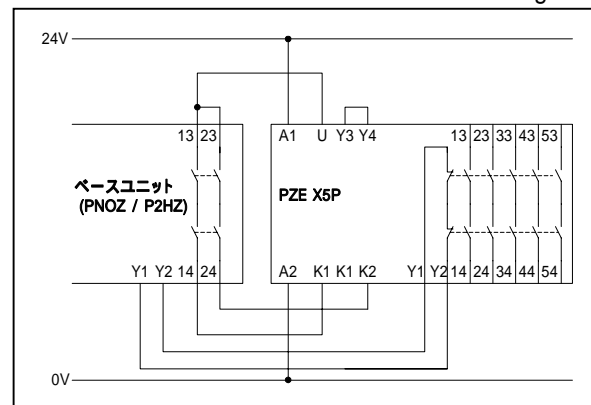 24V
13 23
A1 U Y3 Y4
13 23 33 43 53
ベースユニット
(PNOZ / P2HZ)
PZE X5P
Y1 Y2 14 24
A2 K1 K1 K2
Y1 Y2 14 24 34 44 54
0V